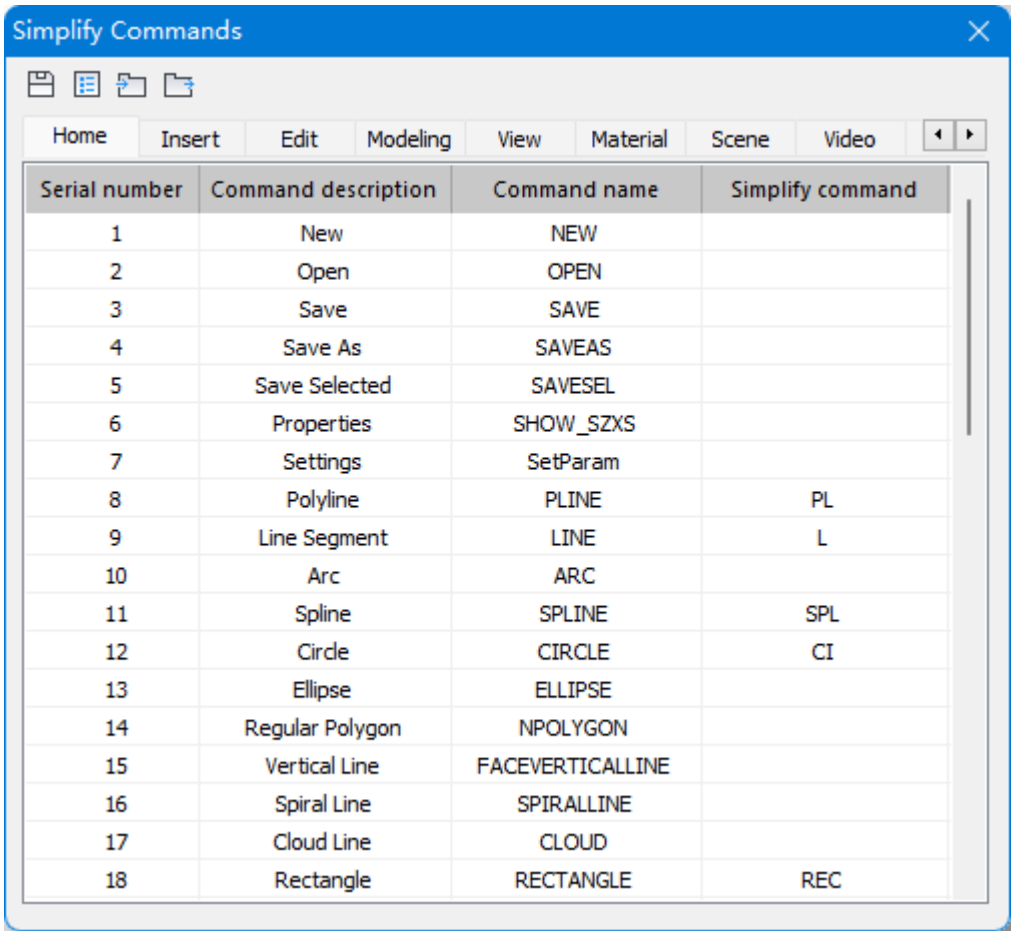 Simplify Commands
Home Insert Edit Modeling View Material Scene Video
Serial number Command description Command name Simplify command
1 New NEW
2 Open OPEN
3 Save SAVE
4 Save As SAVEAS
5 Save Selected SAVESEL
6 Properties SHOW_SZXS
7 Settings SetParam
8 Polyline PLINE PL
9 Line Segment LINE L
10 Arc ARC
11 Spline SPLINE SPL
12 Circle CIRCLE CI
13 Ellipse ELLIPSE
14 Regular Polygon NPOLYGON
15 Vertical Line FACEVERTICALLINE
16 Spiral Line SPIRALLINE
17 Cloud Line CLOUD
18 Rectangle RECTANGLE REC